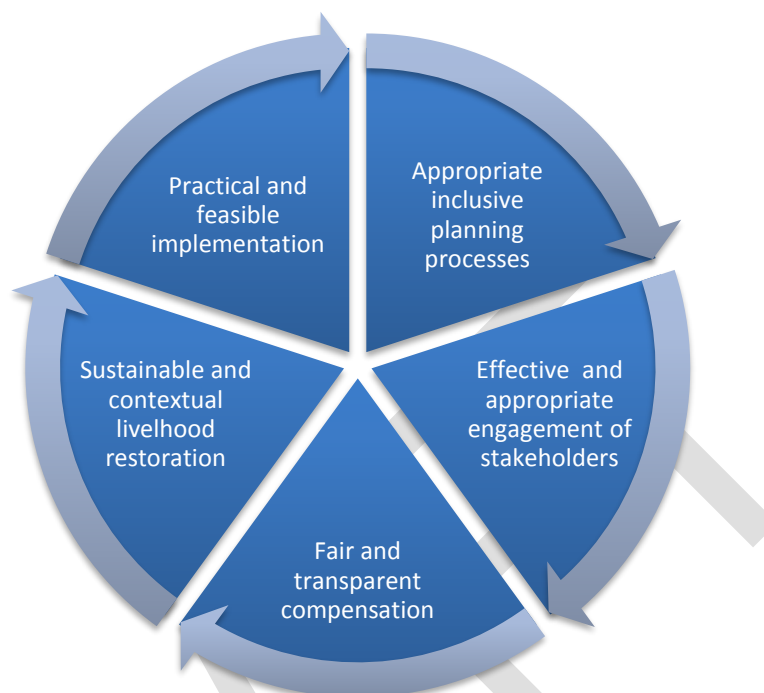 Appropriate
inclusive
planning
processes
Effective  and
appropriate
engagement of
stakeholders
Fair and
transparent
compensation
Sustainable and
contextual
livelhood
restoration
Practical and
feasible
implementation